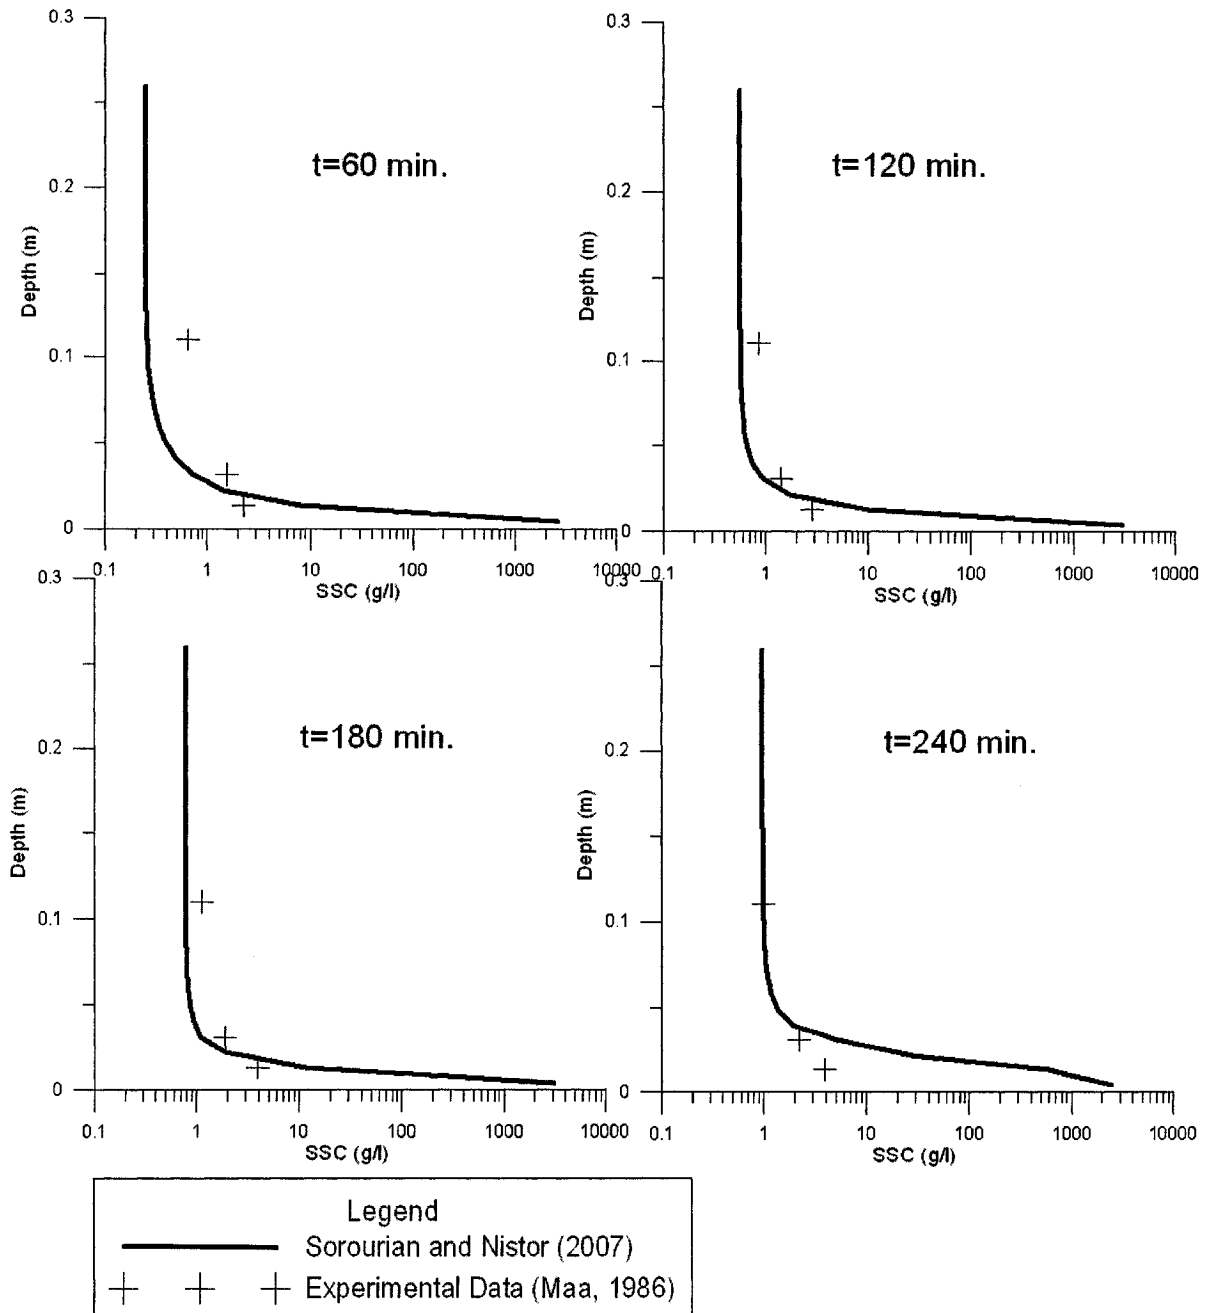 0.3
0.2
0.1
0
Depth (m)
t=60 min.
0.1 1 10 100 1000 10000
SSC (g/l)
0.3
0.2
0.1
0
Depth (m)
t=120 min.
0.1 1 10 100 1000 10000
SSC (g/l)
0.3
0.2
0.1
0
Depth (m)
t=180 min.
0.1 1 10 100 1000 10000
SSC (g/l)
0.3
0.2
0.1
0
Depth (m)
t=240 min.
0.1 1 10 100 1000 10000
SSC (g/l)
Legend
Sorourian and Nistor (2007)
Experimental Data (Maa, 1986)